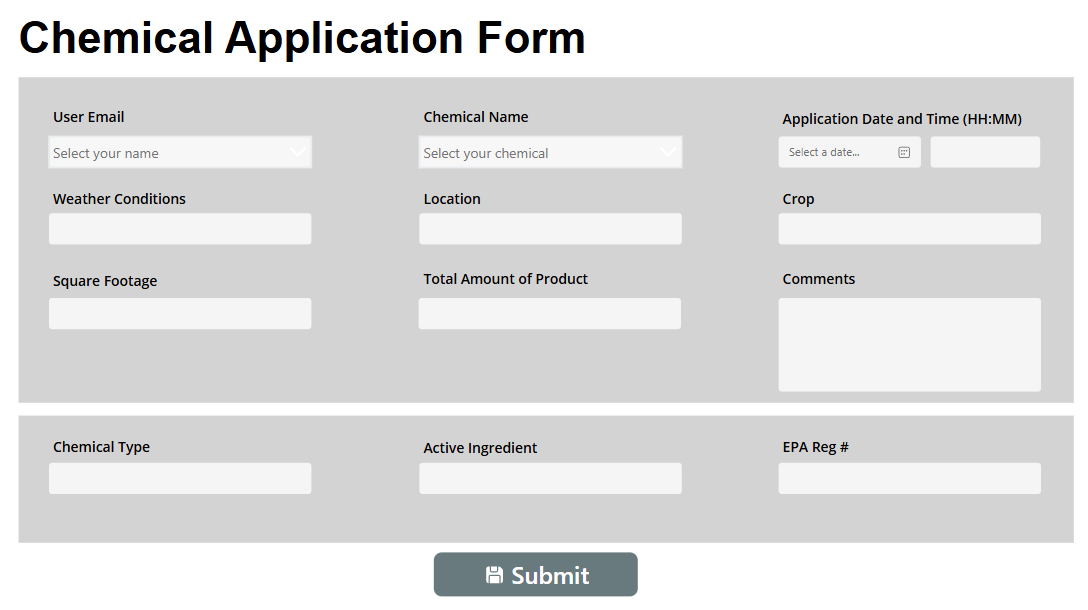 Chemical Application Form
User Email
Chemical Name
Application Date and Time (HH:MM)
Select your name
Select your chemical
Select a date...
Weather Conditions
Location
Crop
Square Footage
Total Amount of Product
Comments
Chemical Type
Active Ingredient
EPA Reg #
Submit